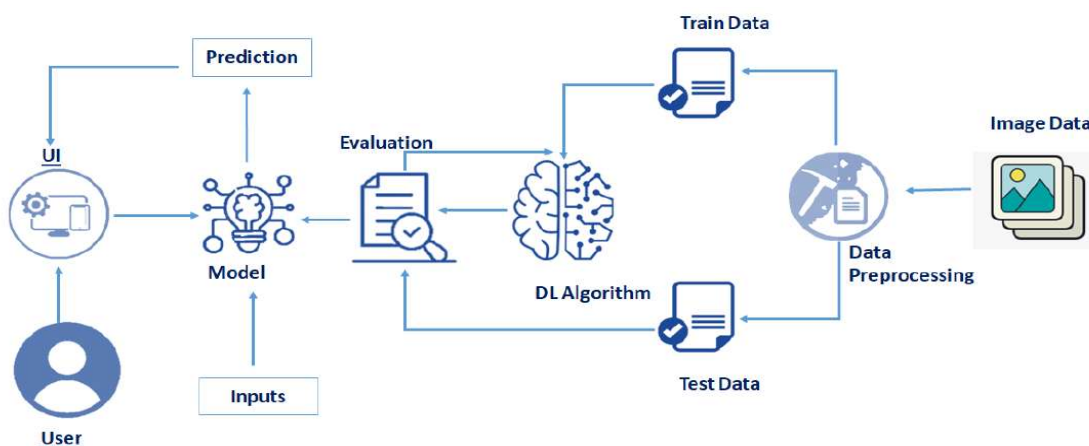 Train Data
Prediction
Image Data
Evaluation
UI
Model
Data
Preprocessing
DL Algorithm
Inputs
Test Data
User